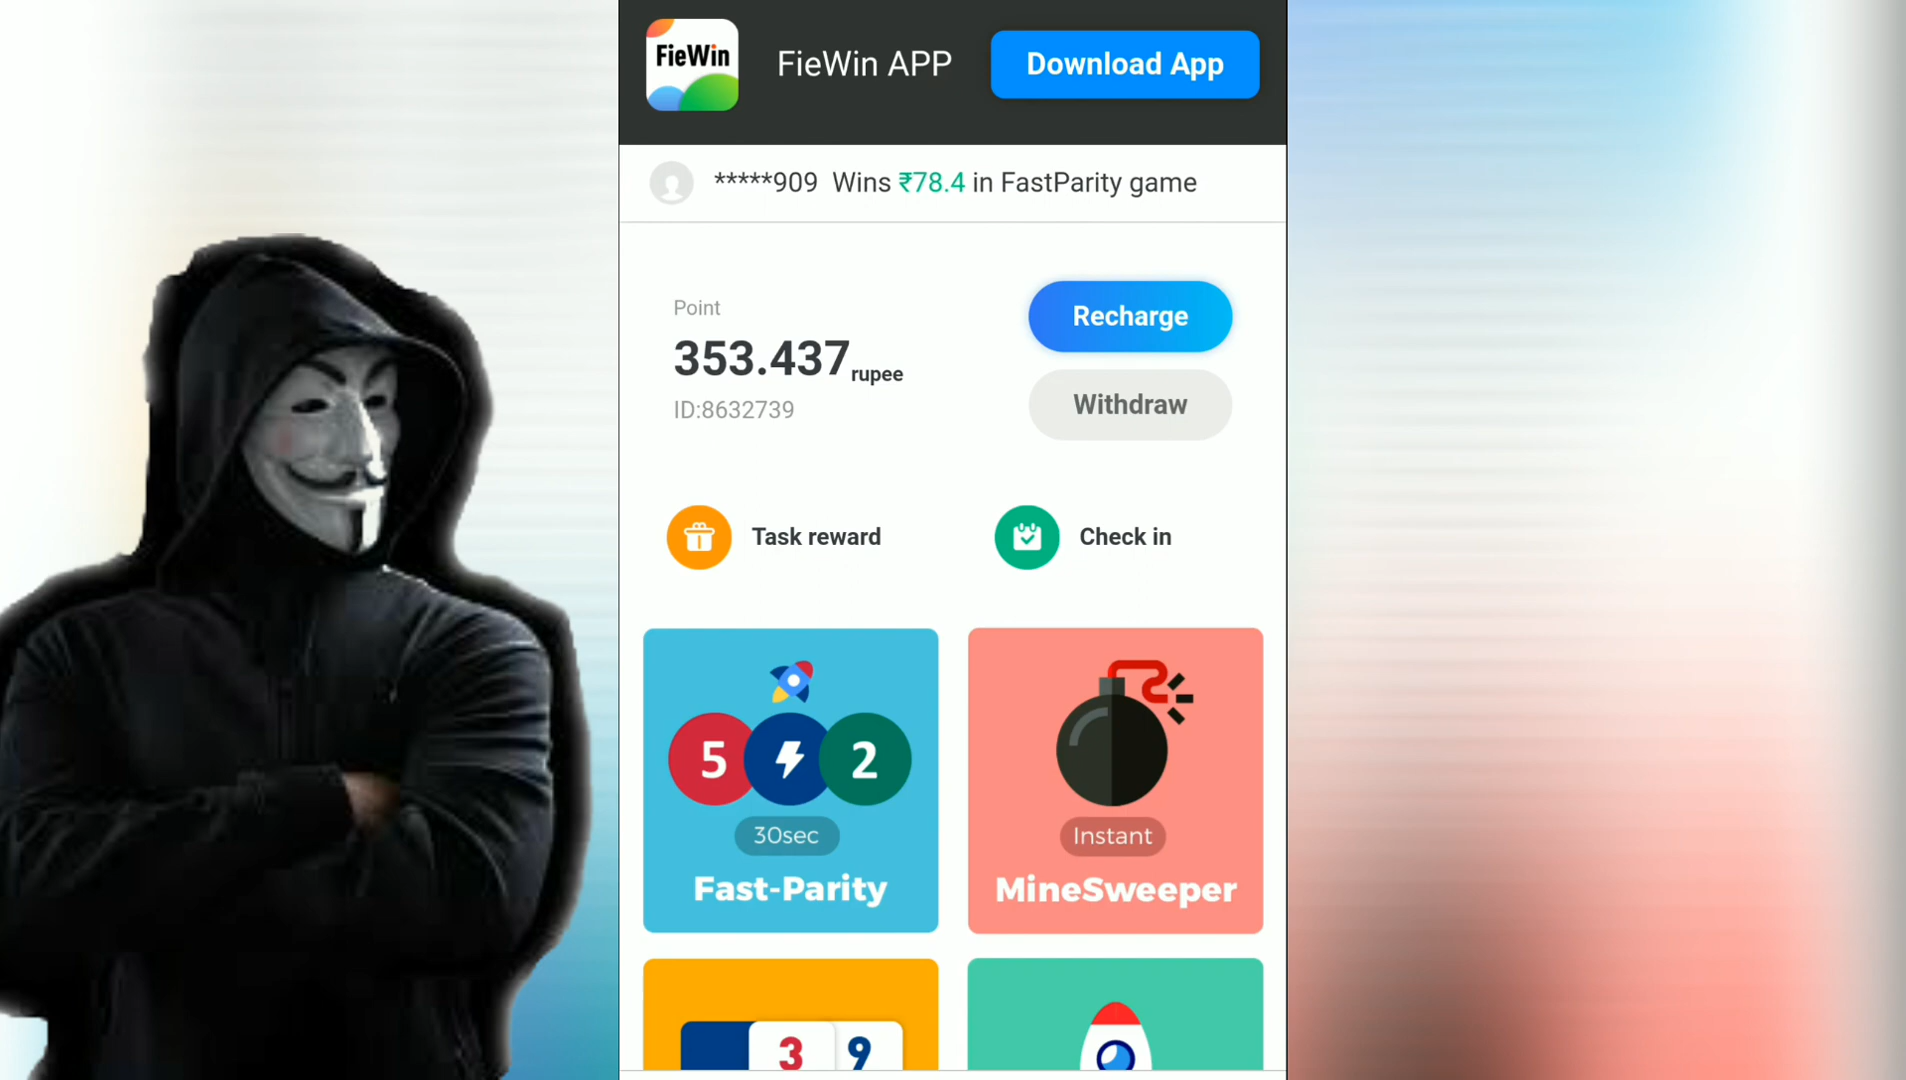 FieWin
FieWin APP
Download App
*****909 Wins ₹78.4 in FastParity game
Point
353.437 rupee
ID:8632739
Recharge
Withdraw
Task reward
Check in
5
2
30sec
Fast-Parity
Instant
MineSweeper
3
9